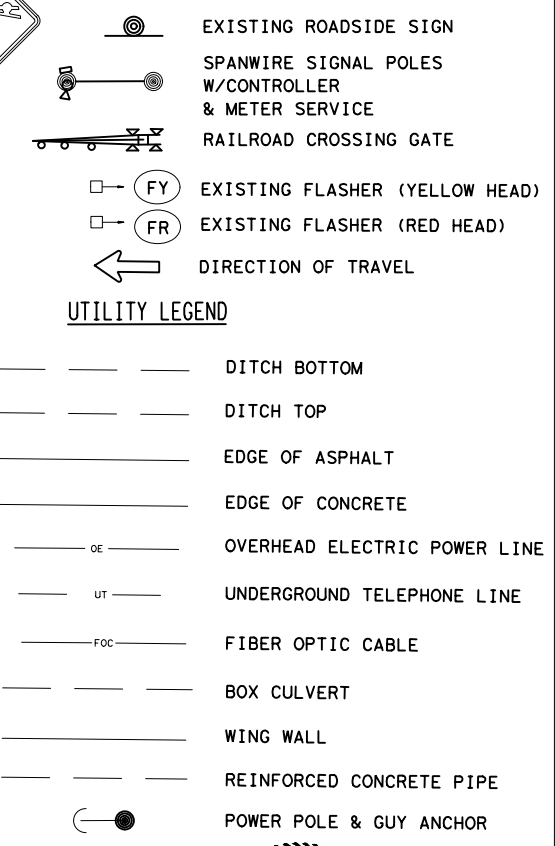 EXISTING ROADSIDE SIGN
SPANWIRE SIGNAL POLES
W/CONTROLLER
& METER SERVICE
RAILROAD CROSSING GATE
FY EXISTING FLASHER (YELLOW HEAD)
FR EXISTING FLASHER (RED HEAD)
DIRECTION OF TRAVEL
UTILITY LEGEND
DITCH BOTTOM
DITCH TOP
EDGE OF ASPHALT
EDGE OF CONCRETE
OE OVERHEAD ELECTRIC POWER LINE
UT UNDERGROUND TELEPHONE LINE
FOC FIBER OPTIC CABLE
BOX CULVERT
WING WALL
REINFORCED CONCRETE PIPE
POWER POLE & GUY ANCHOR